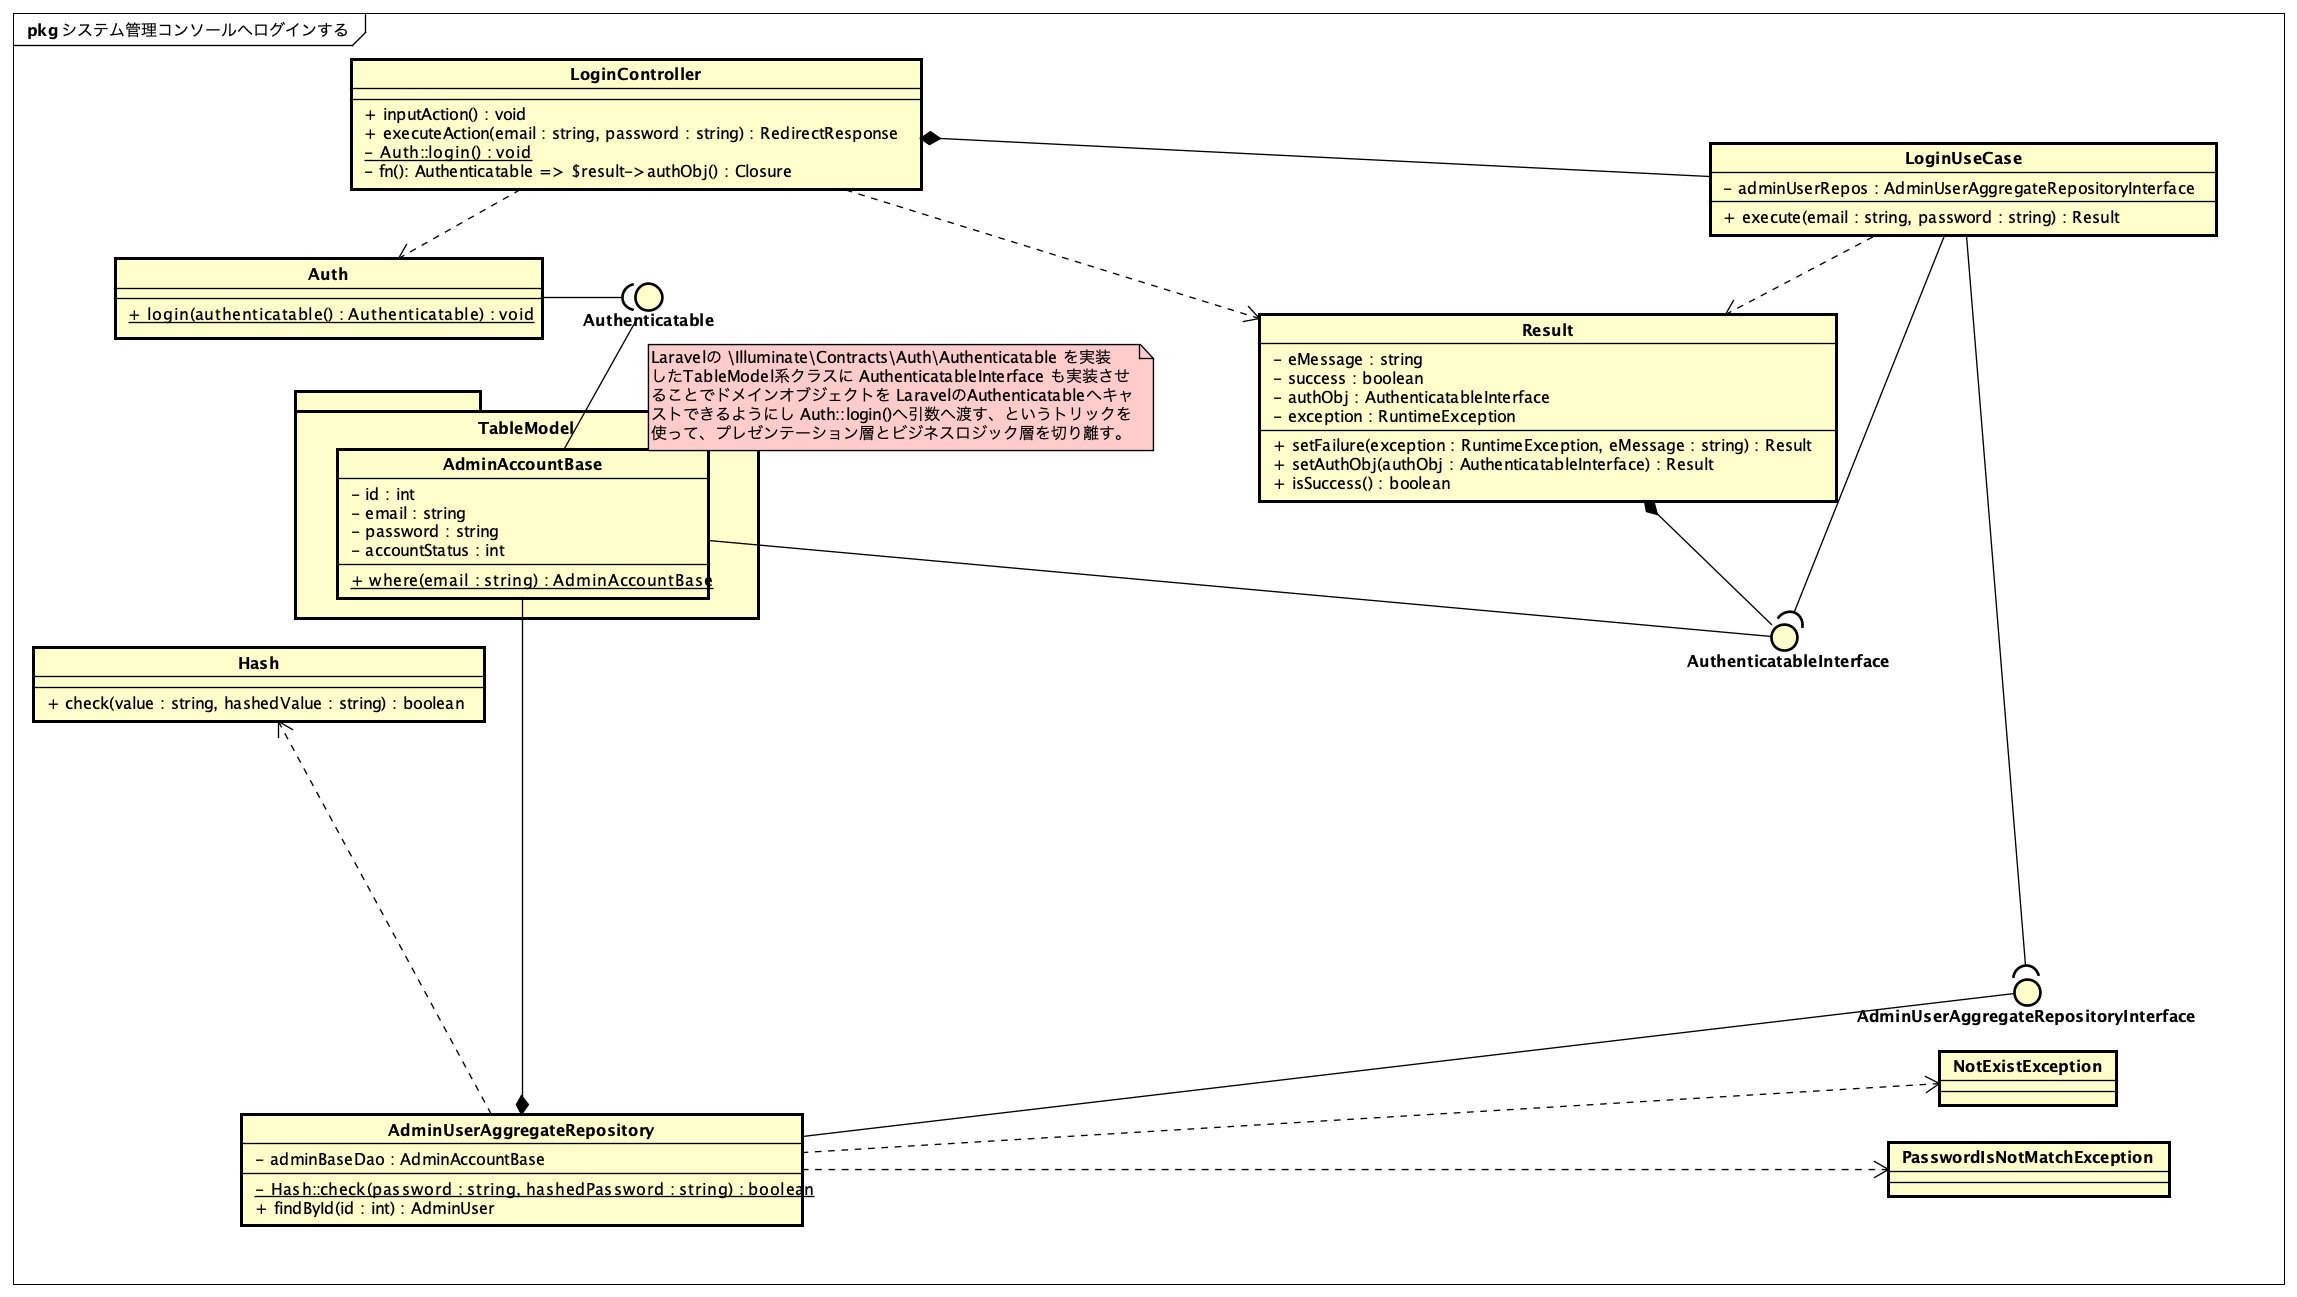 pkg システム管理コンソールへログインする
LoginController
+ inputAction() : void
+ executeAction(email : string, password : string) : RedirectResponse
- Auth::login() : void
- fn(): Authenticatable => $result->authObj() : Closure
LoginUseCase
- adminUserRepos : AdminUserAggregateRepositoryInterface
+ execute(email : string, password : string) : Result
Auth
+ login(authenticatable() : Authenticatable) : void
Authenticatable
Result
- eMessage : string
- success : boolean
- authObj : AuthenticatableInterface
- exception : RuntimeException
+ setFailure(exception : RuntimeException, eMessage : string) : Result
+ setAuthObj(authObj : AuthenticatableInterface) : Result
+ isSuccess() : boolean
Laravelの \Illuminate\Contracts\Auth\Authenticatable を実装
したTableModel系クラスに AuthenticatableInterface も実装させ
ることでドメインオブジェクトを LaravelのAuthenticatableへキャ
ストできるようにし Auth::login()へ引数へ渡す、というトリックを
使って、プレゼンテーション層とビジネスロジック層を切り離す。
TableModel
AdminAccountBase
- id : int
- email : string
- password : string
- accountStatus : int
+ where(email : string) : AdminAccountBase
AuthenticatableInterface
Hash
+ check(value : string, hashedValue : string) : boolean
AdminUserAggregateRepositoryInterface
NotExistException
AdminUserAggregateRepository
- adminBaseDao : AdminAccountBase
- Hash::check(password : string, hashedPassword : string) : boolean
+ findById(id : int) : AdminUser
PasswordIsNotMatchException